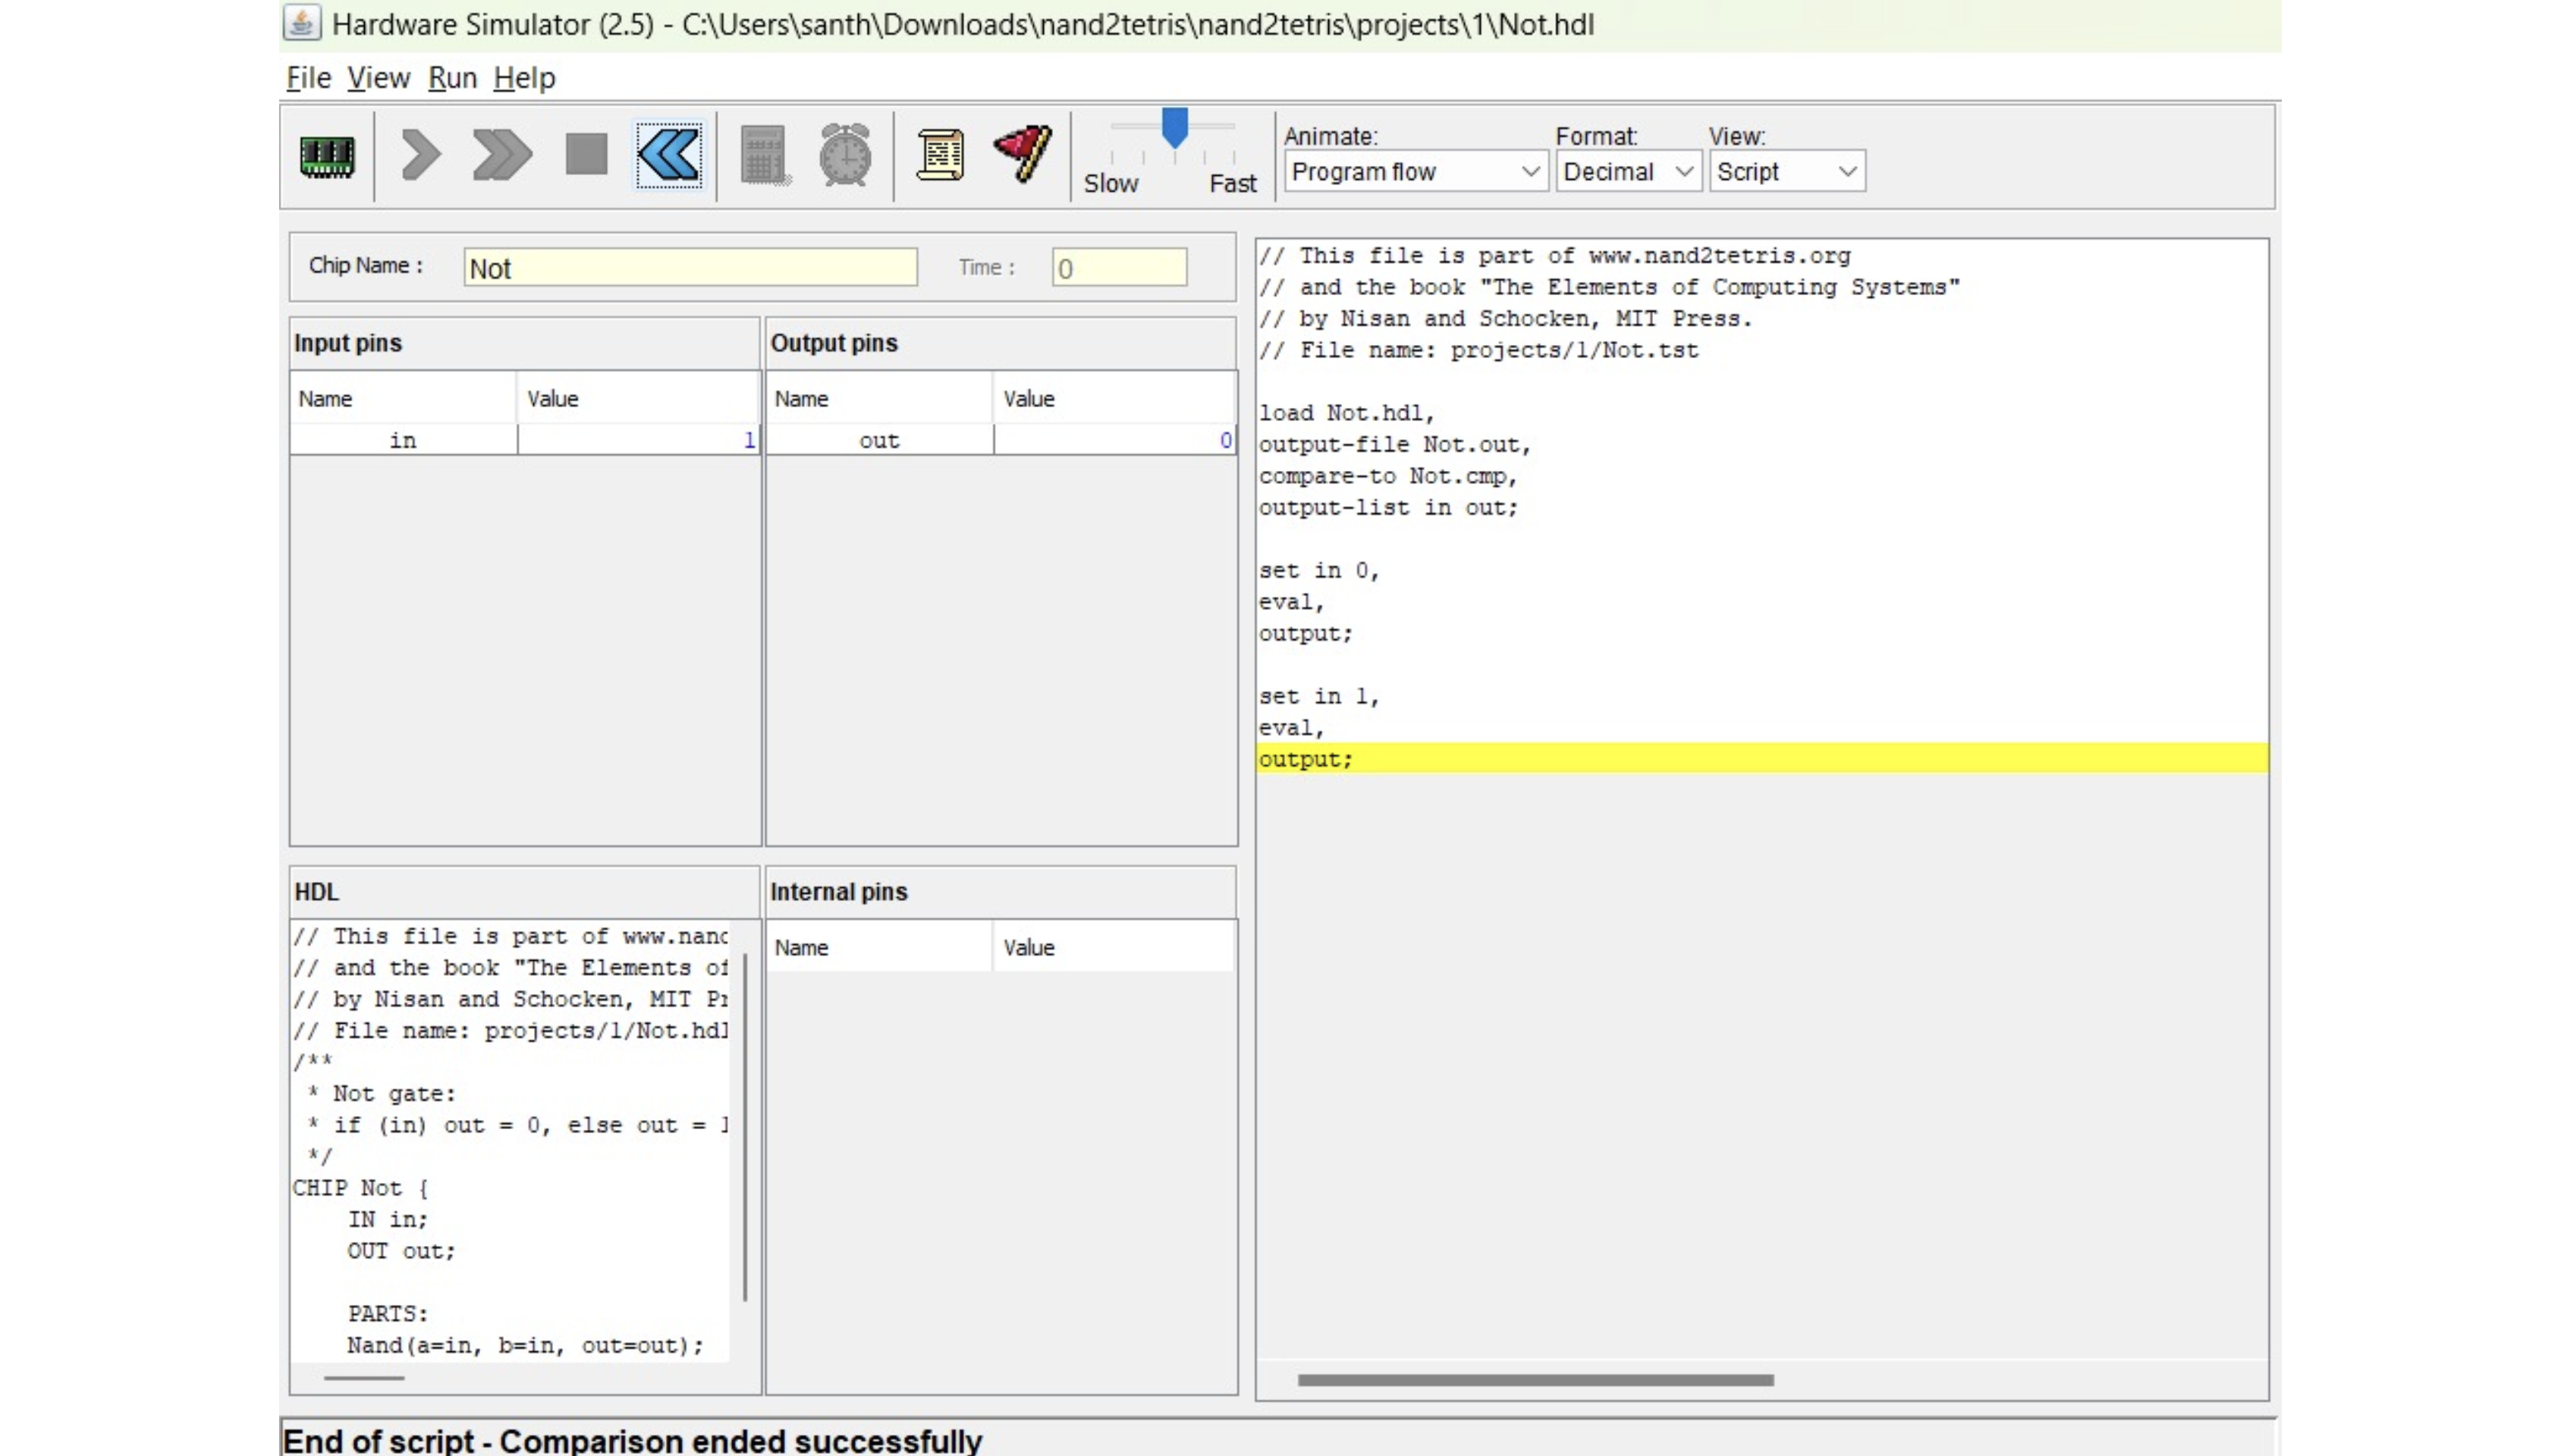 Hardware Simulator (2.5) - C:\Users\santh\Downloads\nand2tetris\nand2tetris\projects\1\Not.hdl
File View Run Help
Slow Fast
Animate: Format: View:
Program flow Decimal Script
Chip Name : Not Time : 0
Input pins
Name Value
in 1
Output pins
Name Value
out 0
HDL
// This file is part of www.nand
// and the book "The Elements of
// by Nisan and Schocken, MIT Pr
// File name: projects/1/Not.hdl
/**
* Not gate:
* if (in) out = 0, else out = 1
*/
CHIP Not {
IN in;
OUT out;
PARTS:
Nand(a=in, b=in, out=out);
Internal pins
Name Value
// This file is part of www.nand2tetris.org
// and the book "The Elements of Computing Systems"
// by Nisan and Schocken, MIT Press.
// File name: projects/1/Not.tst
load Not.hdl,
output-file Not.out,
compare-to Not.cmp,
output-list in out;
set in 0,
eval,
output;
set in 1,
eval,
output;
End of script - Comparison ended successfully